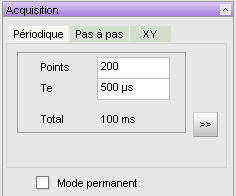 Acquisition
Périodique Pas à pas XY
Points 200
Te 500 µs
Total 100 ms
>>
Mode permanent